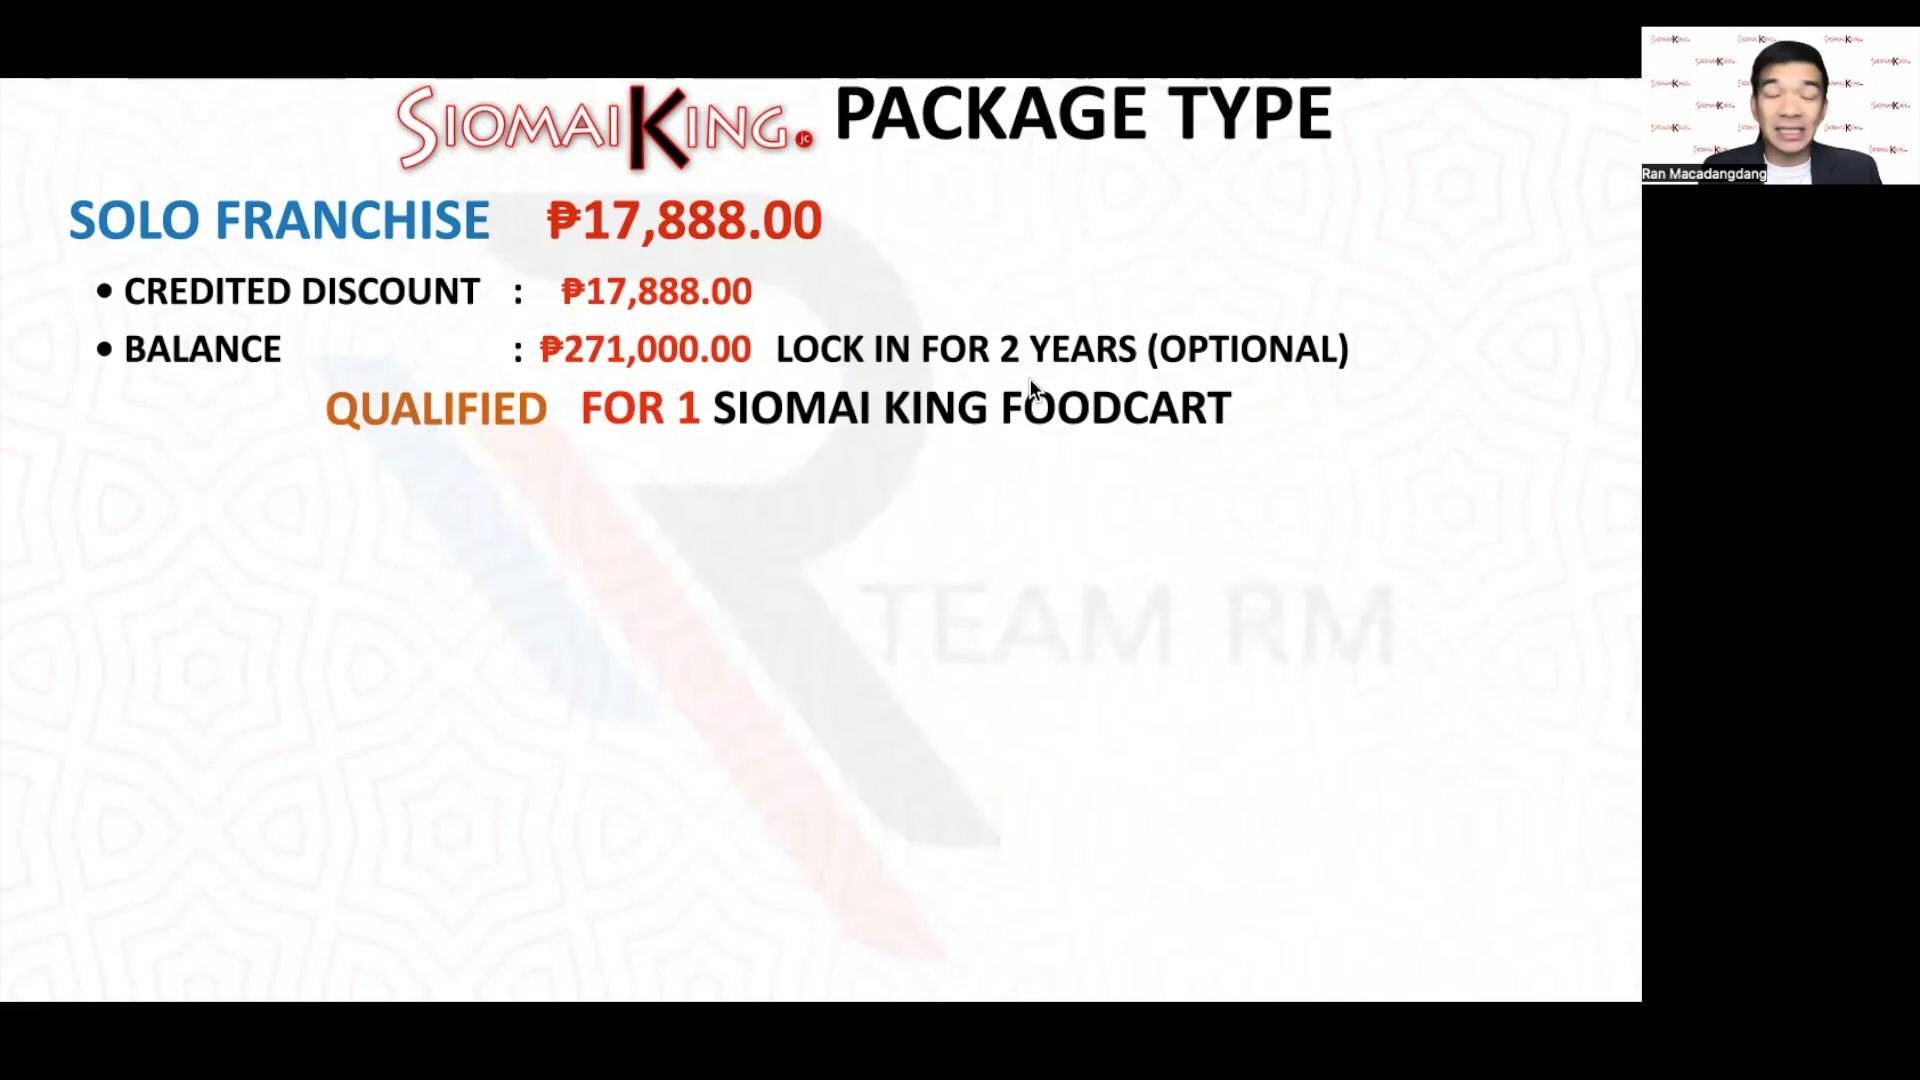 SIOMAIKING. jc PACKAGE TYPE
SOLO FRANCHISE ₱17,888.00
• CREDITED DISCOUNT : ₱17,888.00
• BALANCE : ₱271,000.00 LOCK IN FOR 2 YEARS (OPTIONAL)
QUALIFIED FOR 1 SIOMAI KING FOODCART
TEAM RM
Ran Macadangdang